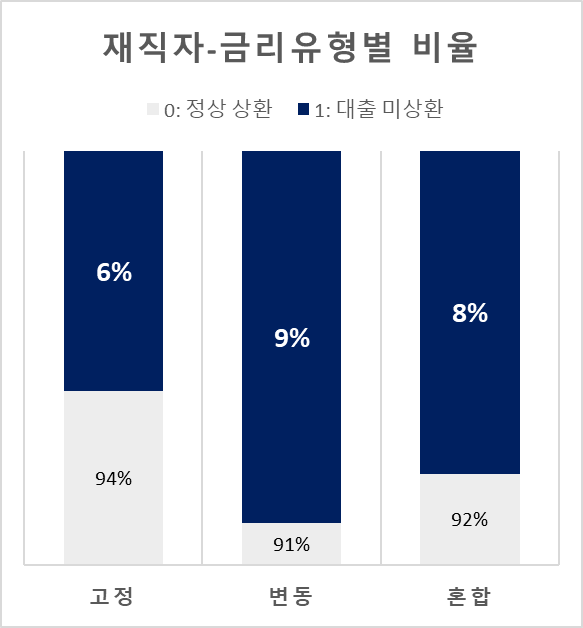 재직자-금리유형별 비율
0: 정상 상환 1: 대출 미상환
6% 9% 8%
94% 91% 92%
고정 변동 혼합